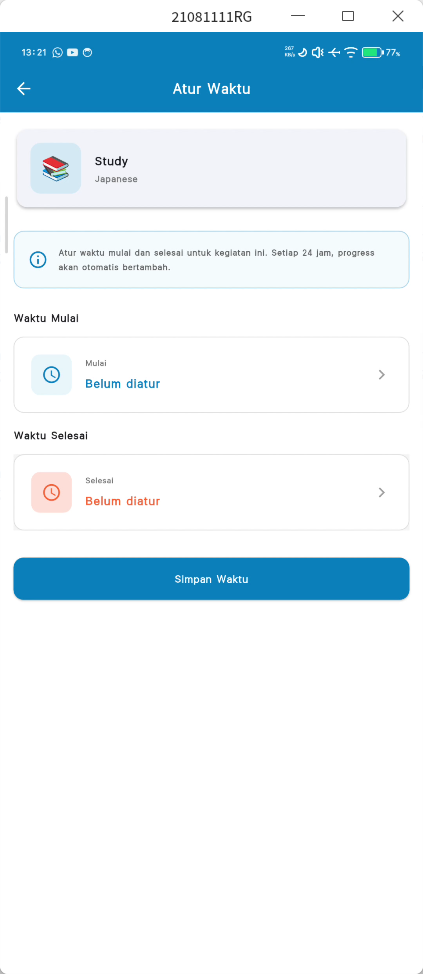 21081111RG
13:21
267
KB/s
77%
Atur Waktu
Study
Japanese
Atur waktu mulai dan selesai untuk kegiatan ini. Setiap 24 jam, progress
akan otomatis bertambah.
Waktu Mulai
Mulai
Belum diatur
Waktu Selesai
Selesai
Belum diatur
Simpan Waktu